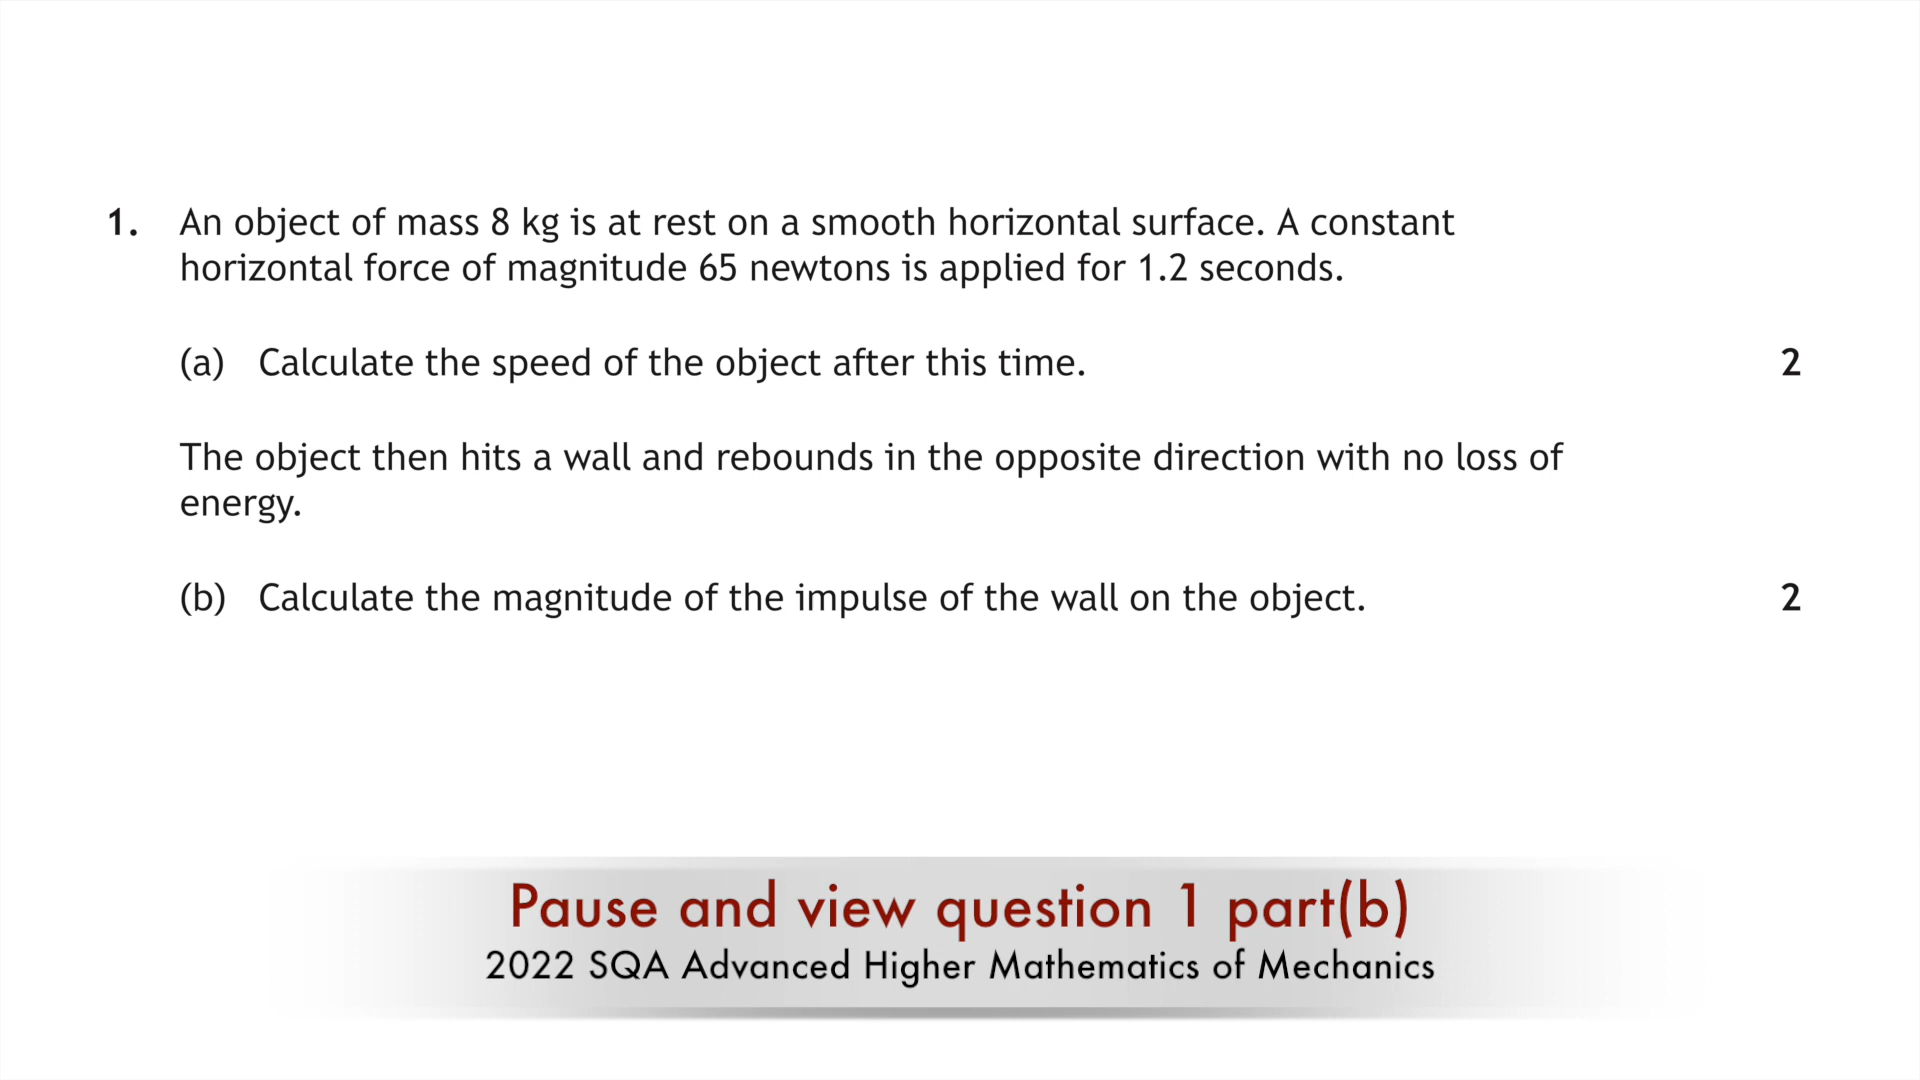 1. An object of mass 8 kg is at rest on a smooth horizontal surface. A constant
horizontal force of magnitude 65 newtons is applied for 1.2 seconds.
(a) Calculate the speed of the object after this time. 2
The object then hits a wall and rebounds in the opposite direction with no loss of
energy.
(b) Calculate the magnitude of the impulse of the wall on the object. 2
Pause and view question 1 part(b)
2022 SQA Advanced Higher Mathematics of Mechanics